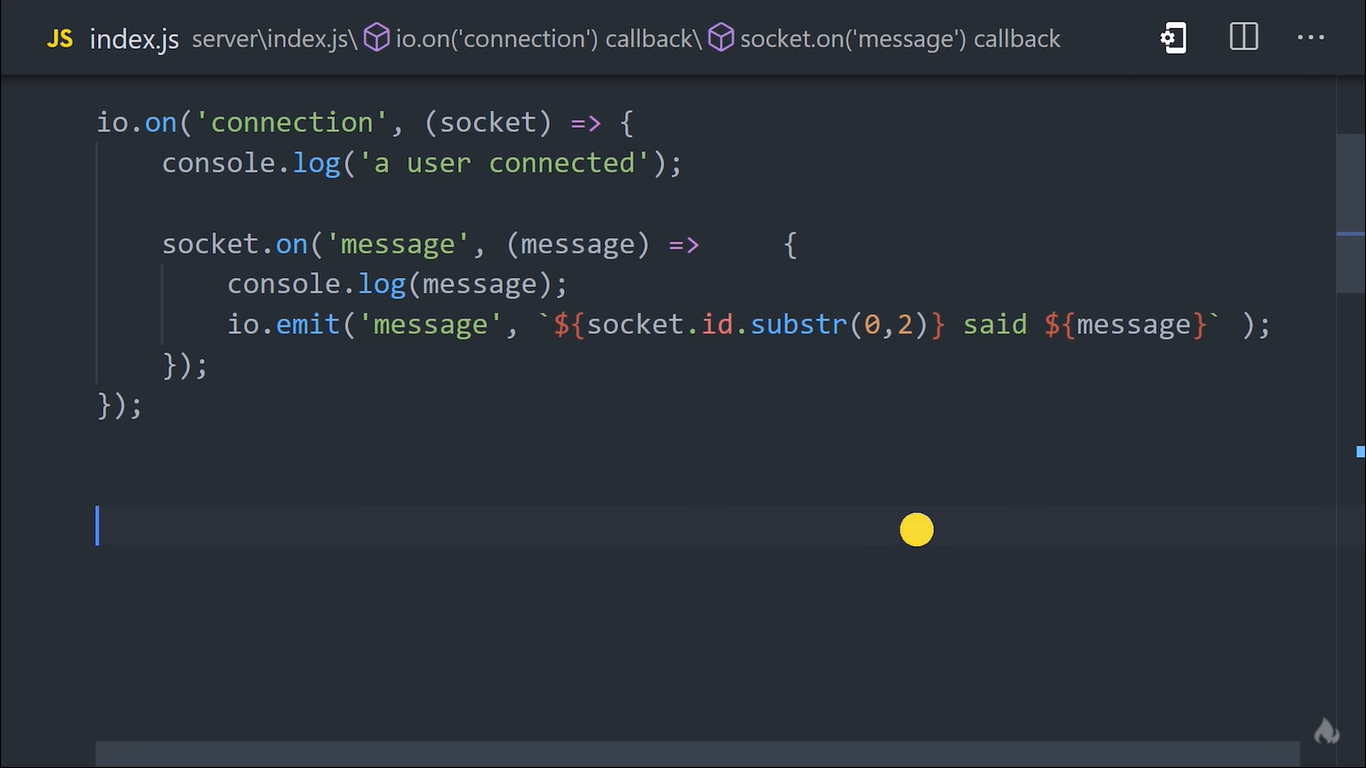 JS index.js server\index.js\ io.on('connection') callback\ socket.on('message') callback
io.on('connection', (socket) => {
    console.log('a user connected');

    socket.on('message', (message) =>     {
        console.log(message);
        io.emit('message', `${socket.id.substr(0,2)} said ${message}` );
    });
});